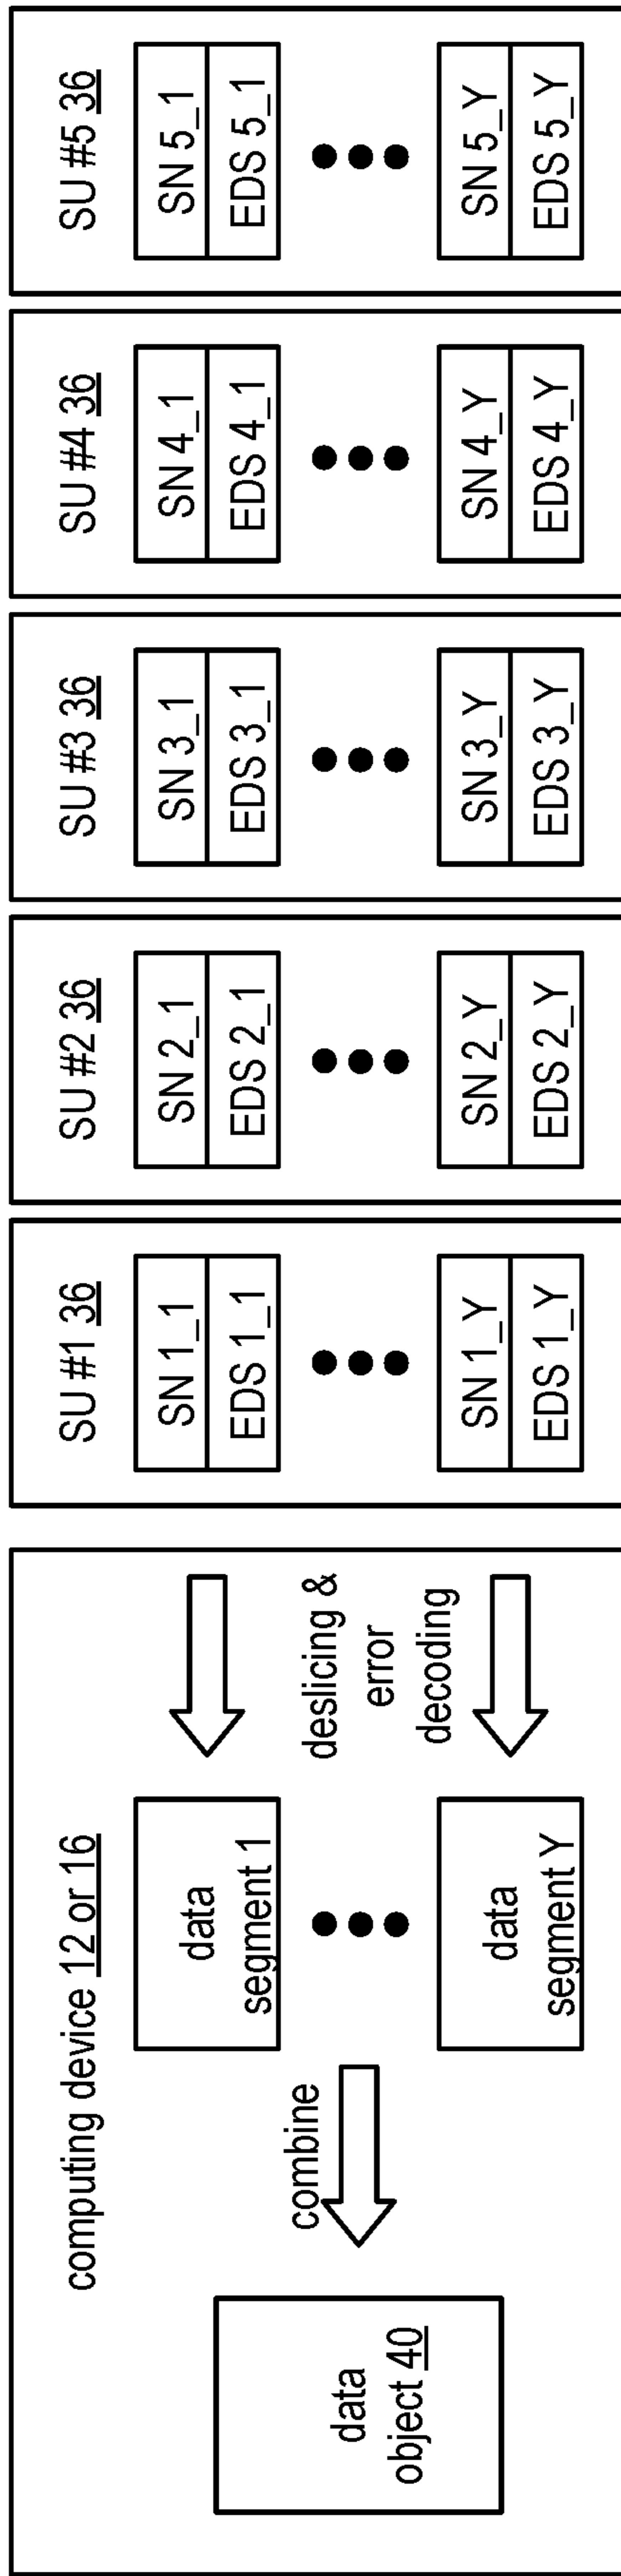 computing device 12 or 16
data
object 40
combine
data
segment 1
data
segment Y
deslicing &
error
decoding
SU #1 36
SN 1_1
EDS 1_1
SN 1_Y
EDS 1_Y
SU #2 36
SN 2_1
EDS 2_1
SN 2_Y
EDS 2_Y
SU #3 36
SN 3_1
EDS 3_1
SN 3_Y
EDS 3_Y
SU #4 36
SN 4_1
EDS 4_1
SN 4_Y
EDS 4_Y
SU #5 36
SN 5_1
EDS 5_1
SN 5_Y
EDS 5_Y